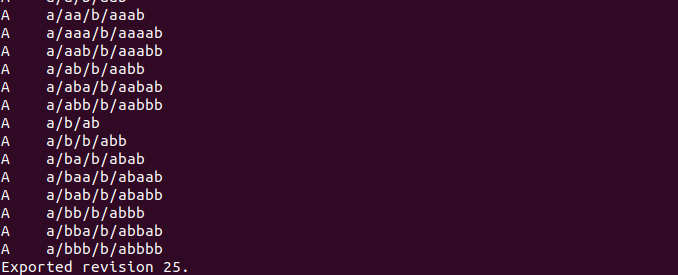 A    a/aa/b/aaab
A    a/aaa/b/aaaab
A    a/aab/b/aaabb
A    a/ab/b/aabb
A    a/aba/b/aabab
A    a/abb/b/aabbb
A    a/b/ab
A    a/b/b/abb
A    a/ba/b/abab
A    a/baa/b/abaab
A    a/bab/b/ababb
A    a/bb/b/abbb
A    a/bba/b/abbab
A    a/bbb/b/abbbb
Exported revision 25.